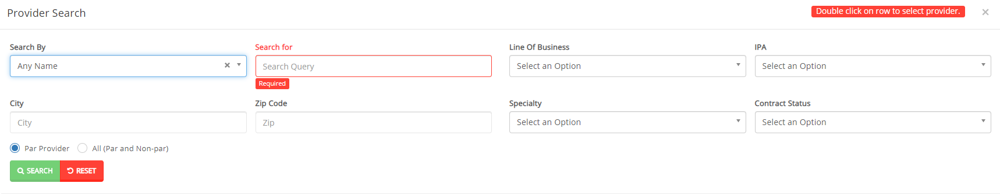 Provider Search
Double click on row to select provider.
×
Search By
Search for
Line Of Business
IPA
Any Name
×
Search Query
Select an Option
Select an Option
Required
City
Zip Code
Specialty
Contract Status
City
Zip
Select an Option
Select an Option
Par Provider
All (Par and Non-par)
SEARCH
RESET